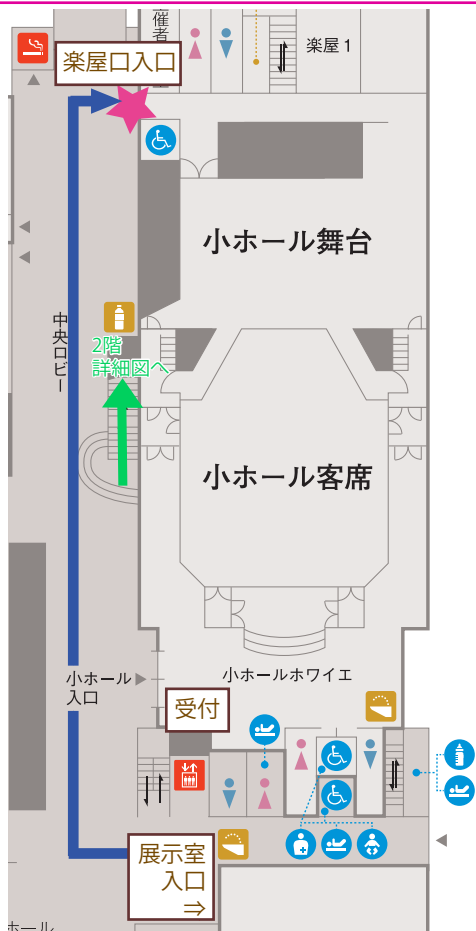 催者
楽屋1
楽屋口入口
小ホール舞台
中央ロビー
2階
詳細図へ
小ホール客席
小ホール
入口
小ホールホワイエ
受付
展示室
入口
⇒
ホール